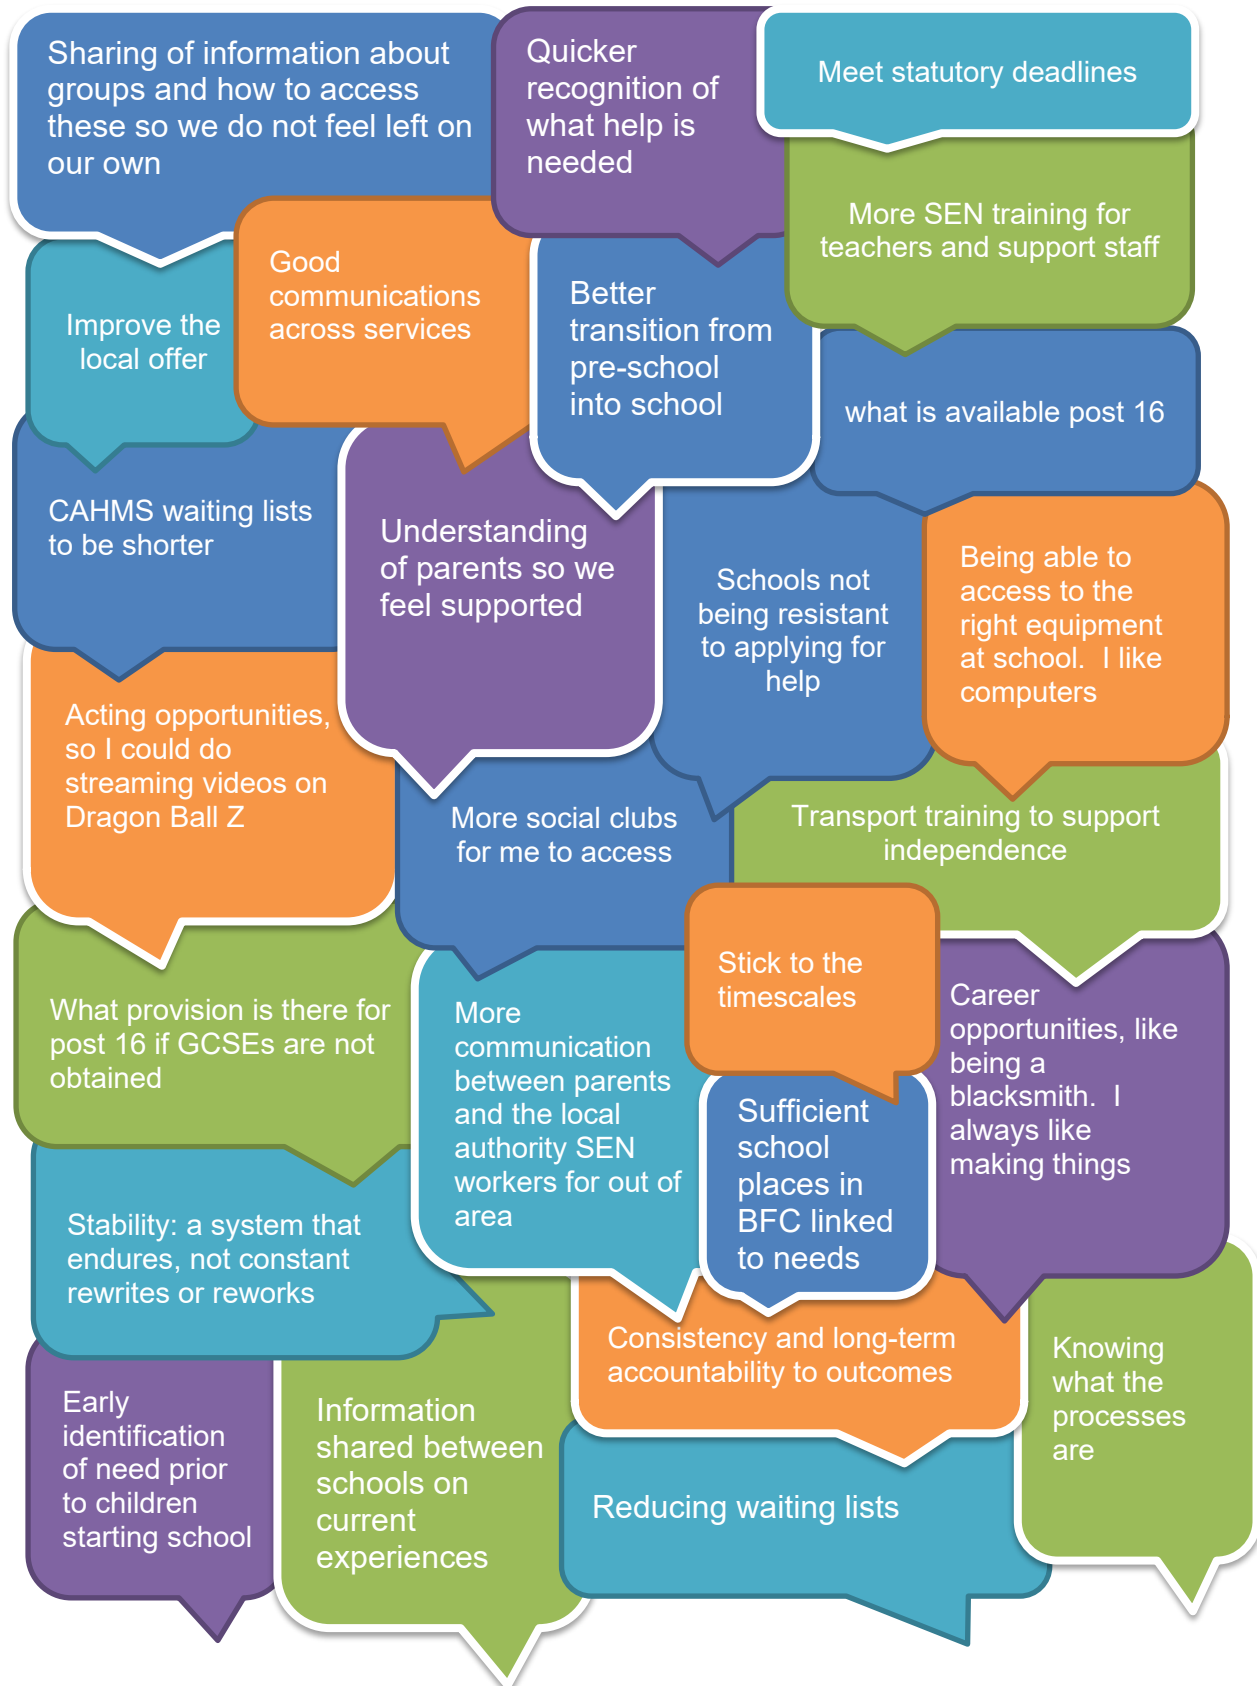 Sharing of information about
groups and how to access
these so we do not feel left on
our own
Quicker
recognition of
what help is
needed
Meet statutory deadlines
More SEN training for
teachers and support staff
Good
communications
across services
Improve the
local offer
Better
transition from
pre-school
into school
what is available post 16
CAHMS waiting lists
to be shorter
Understanding
of parents so we
feel supported
Schools not
being resistant
to applying for
help
Being able to
access to the
right equipment
at school.  I like
computers
Acting opportunities,
so I could do
streaming videos on
Dragon Ball Z
More social clubs
for me to access
Transport training to support
independence
What provision is there for
post 16 if GCSEs are not
obtained
More
communication
between parents
and the local
authority SEN
workers for out of
area
Stick to the
timescales
Career
opportunities, like
being a
blacksmith.  I
always like
making things
Sufficient
school
places in
BFC linked
to needs
Stability: a system that
endures, not constant
rewrites or reworks
Consistency and long-term
accountability to outcomes
Knowing
what the
processes
are
Early
identification
of need prior
to children
starting school
Information
shared between
schools on
current
experiences
Reducing waiting lists